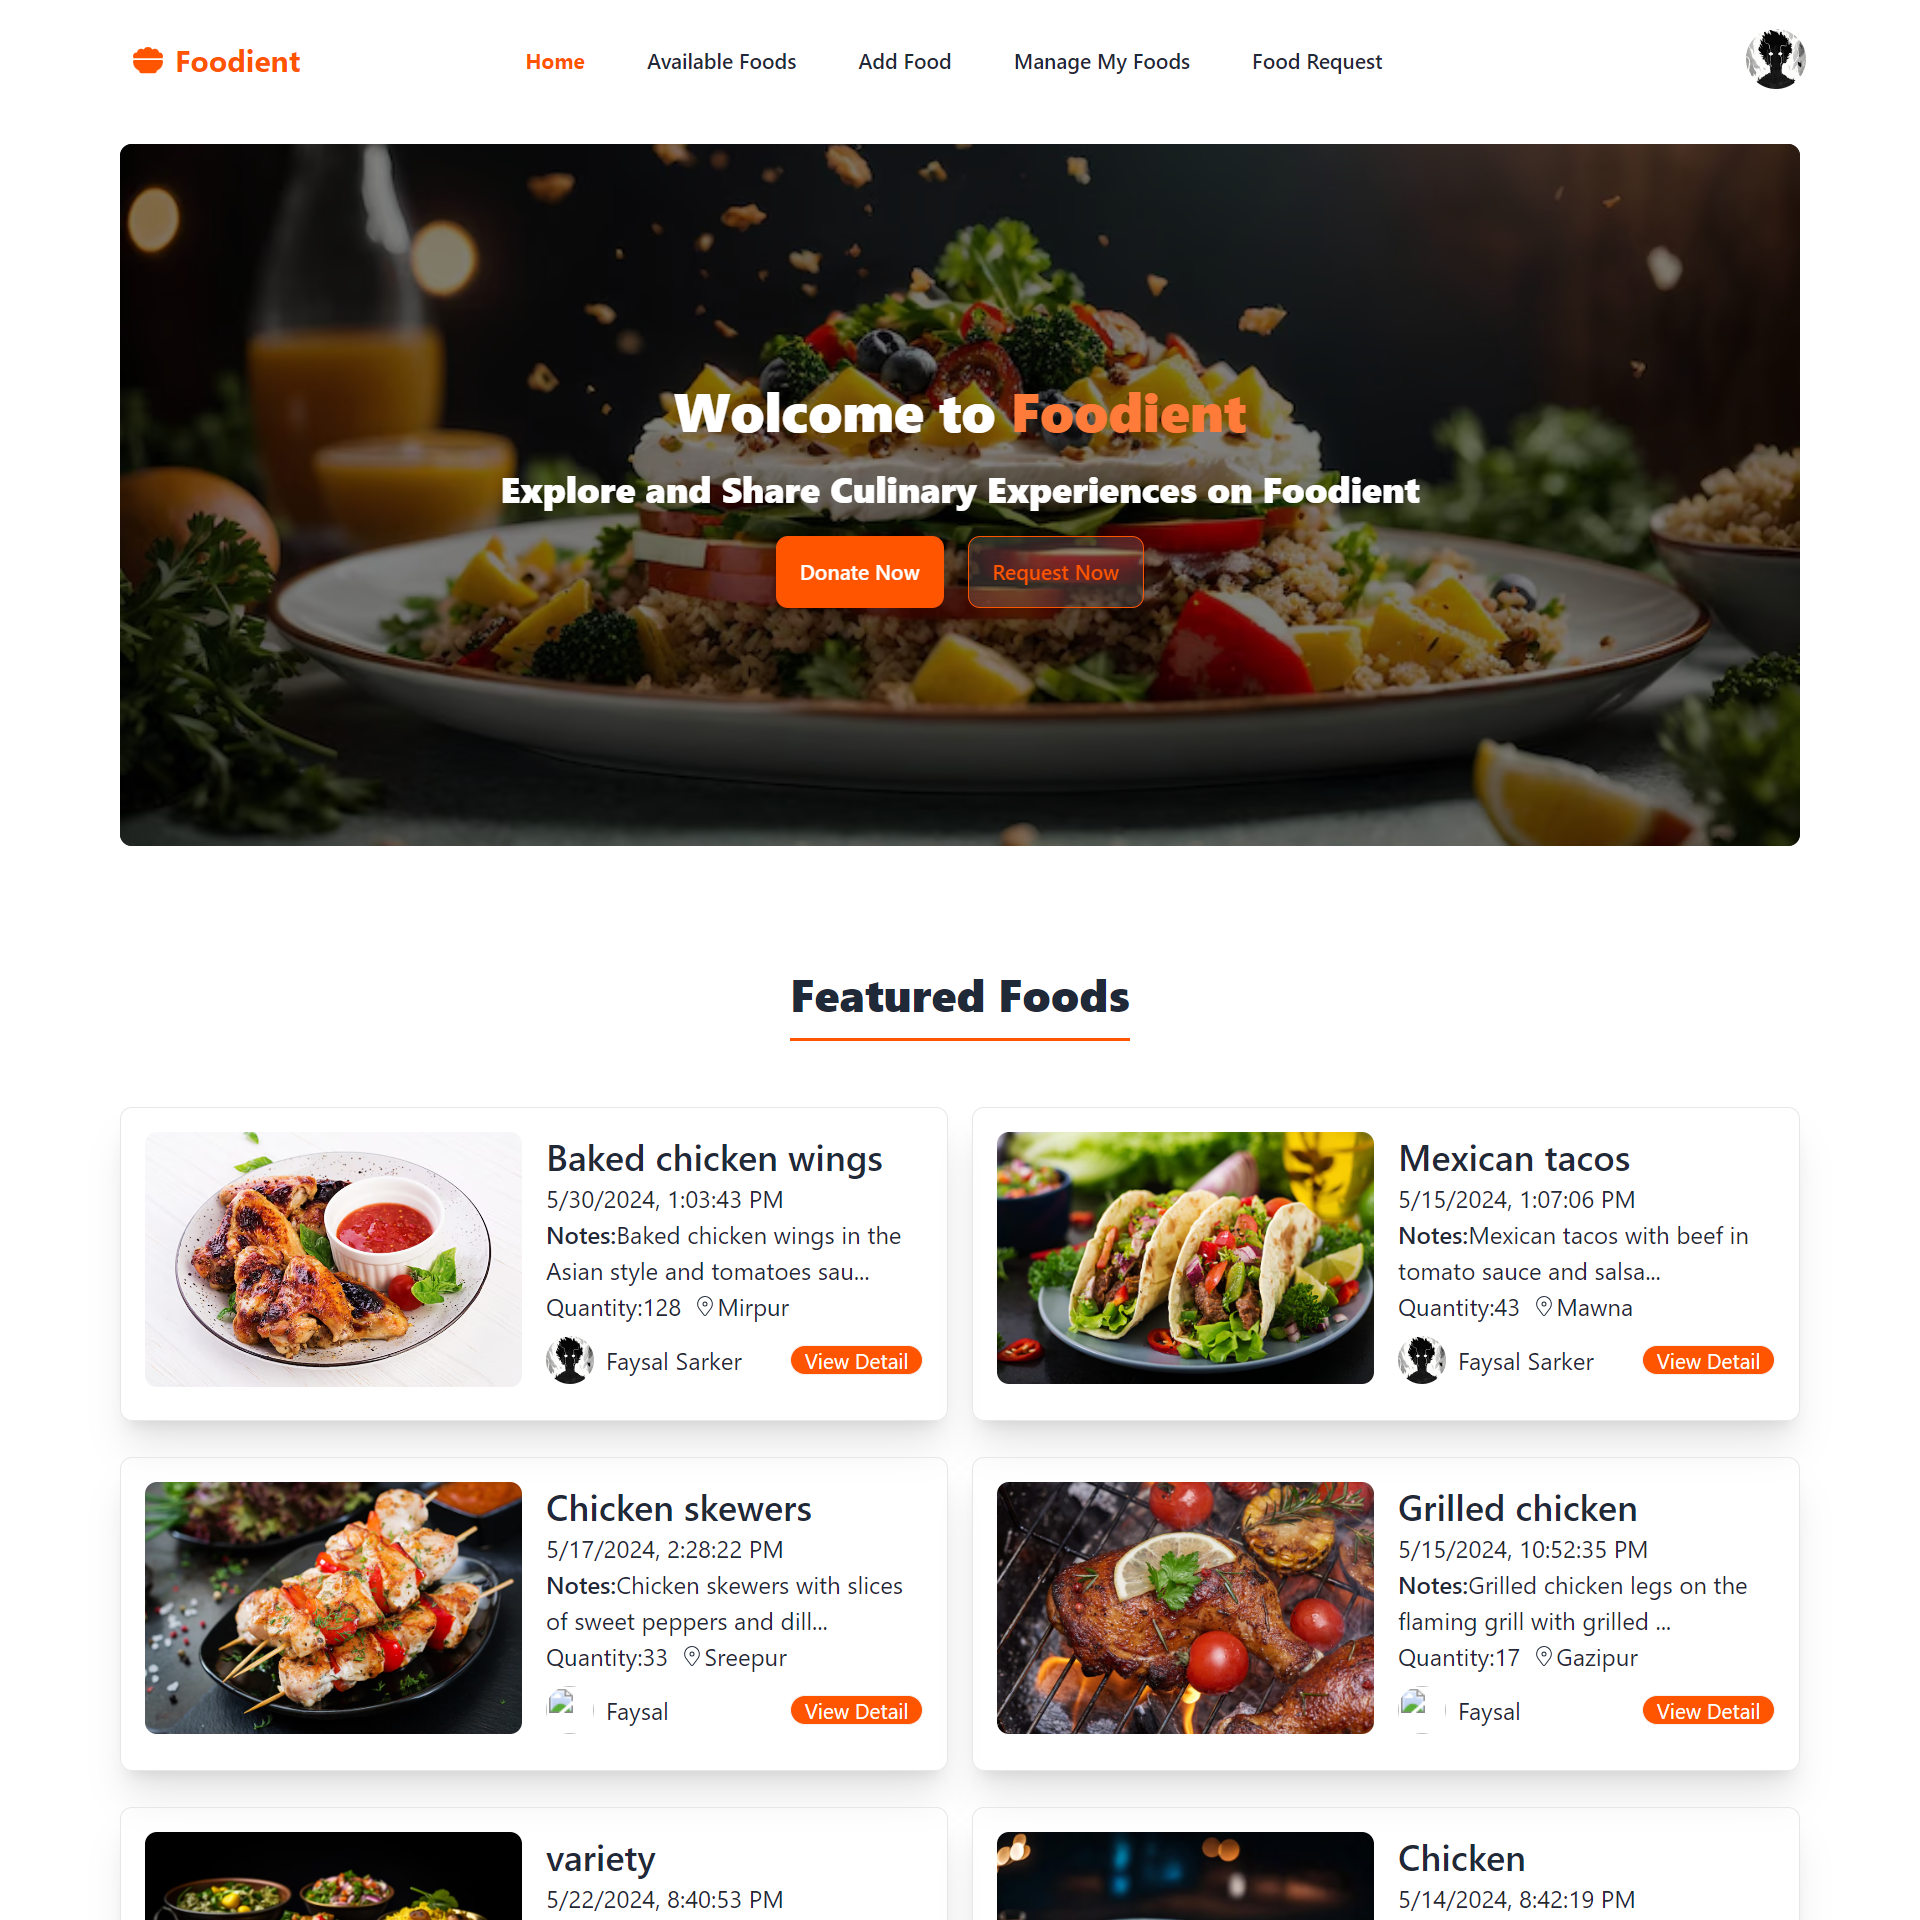 Foodient
Home Available Foods Add Food Manage My Foods Food Request
Wolcome to Foodient
Explore and Share Culinary Experiences on Foodient
Donate Now Request Now
Featured Foods
Baked chicken wings
5/30/2024, 1:03:43 PM
Notes:Baked chicken wings in the
Asian style and tomatoes sau...
Quantity:128 Mirpur
Faysal Sarker View Detail
Mexican tacos
5/15/2024, 1:07:06 PM
Notes:Mexican tacos with beef in
tomato sauce and salsa...
Quantity:43 Mawna
Faysal Sarker View Detail
Chicken skewers
5/17/2024, 2:28:22 PM
Notes:Chicken skewers with slices
of sweet peppers and dill...
Quantity:33 Sreepur
Faysal View Detail
Grilled chicken
5/15/2024, 10:52:35 PM
Notes:Grilled chicken legs on the
flaming grill with grilled ...
Quantity:17 Gazipur
Faysal View Detail
variety
5/22/2024, 8:40:53 PM
Chicken
5/14/2024, 8:42:19 PM